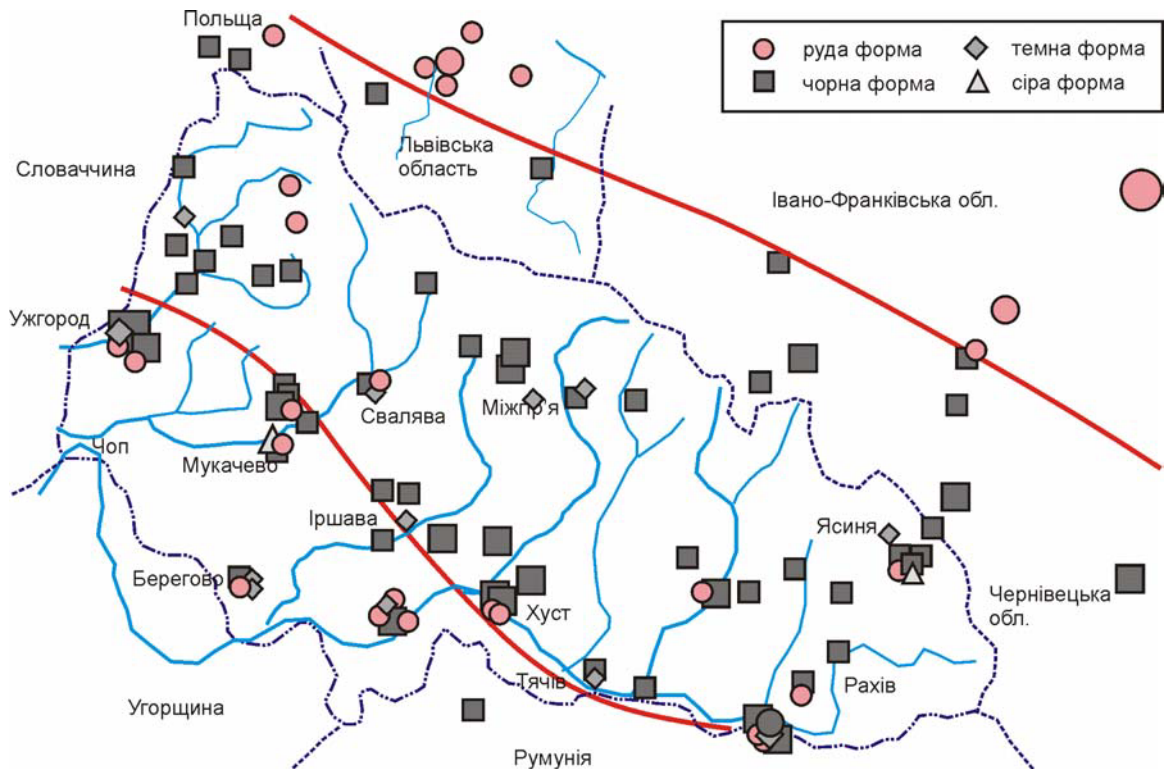 Польща
руда форма
темна форма
чорна форма
сіра форма
Словаччина
Львівська
область
Івано-Франківська обл.
Ужгород
Свалява
Міжгір'я
Чоп
Мукачево
Іршава
Ясиня
Берегово
Хуст
Чернівецька
обл.
Тячів
Рахів
Угорщина
Румунія